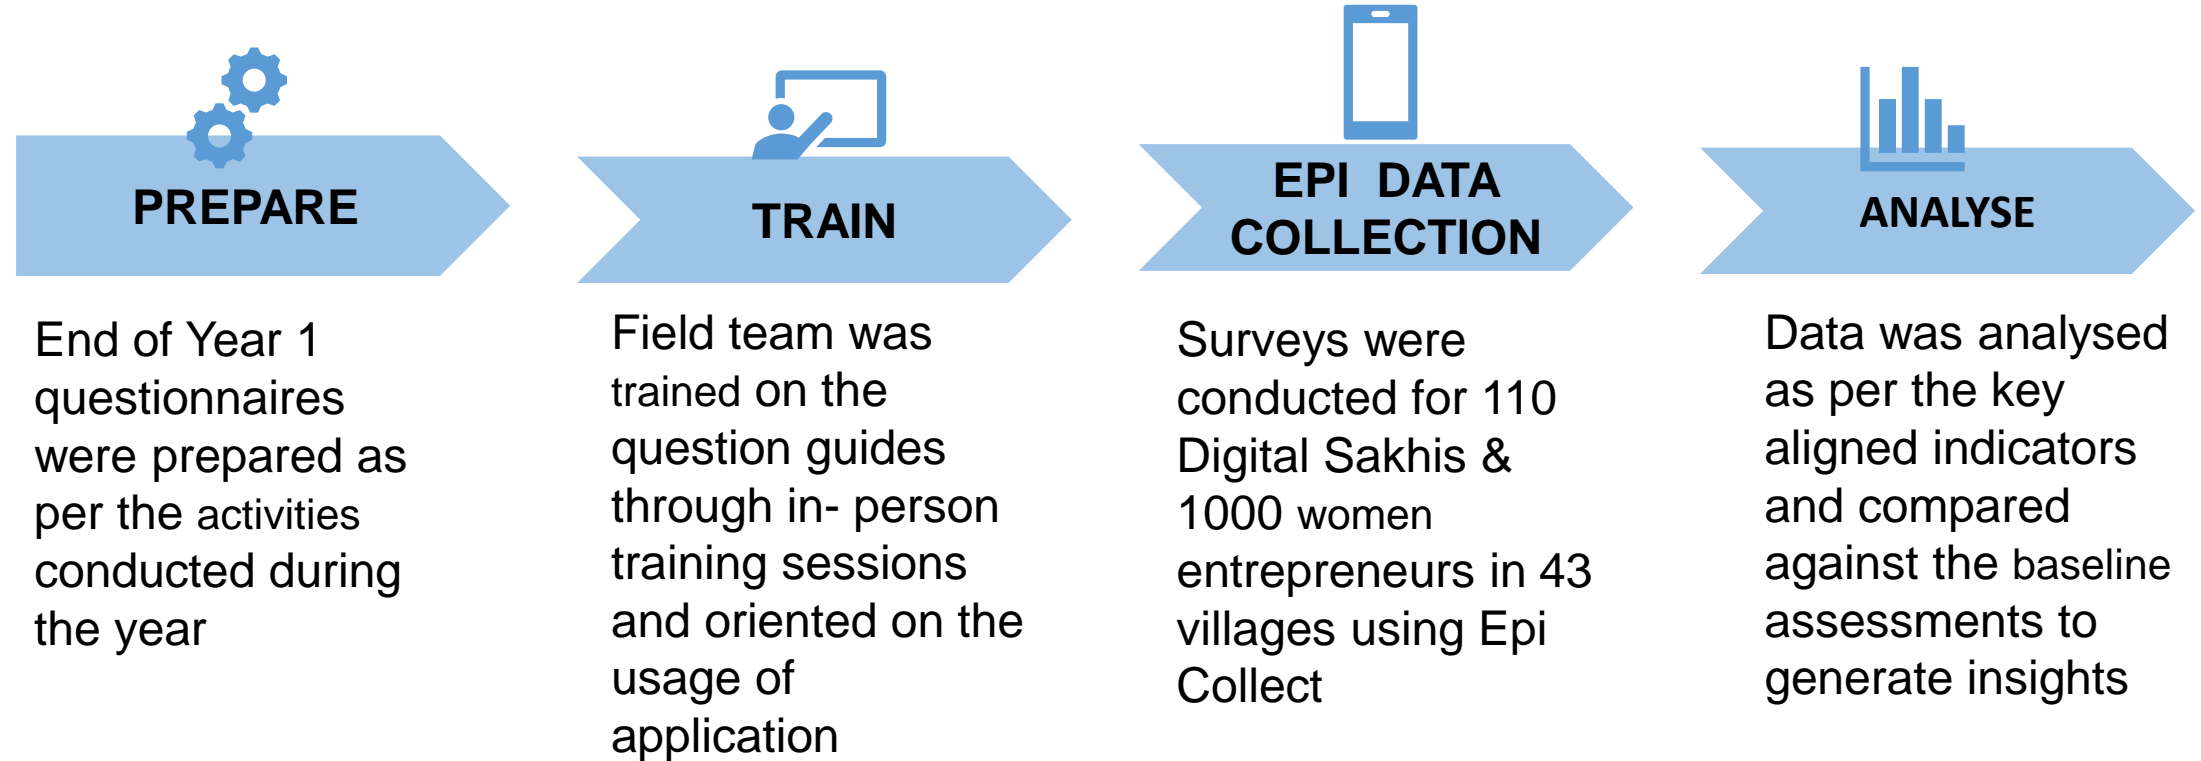 PREPARE
End of Year 1
questionnaires
were prepared as
per the activities
conducted during
the year
TRAIN
Field team was
trained on the
question guides
through in- person
training sessions
and oriented on the
usage of
application
EPI DATA
COLLECTION
Surveys were
conducted for 110
Digital Sakhis &
1000 women
entrepreneurs in 43
villages using Epi
Collect
ANALYSE
Data was analysed
as per the key
aligned indicators
and compared
against the baseline
assessments to
generate insights